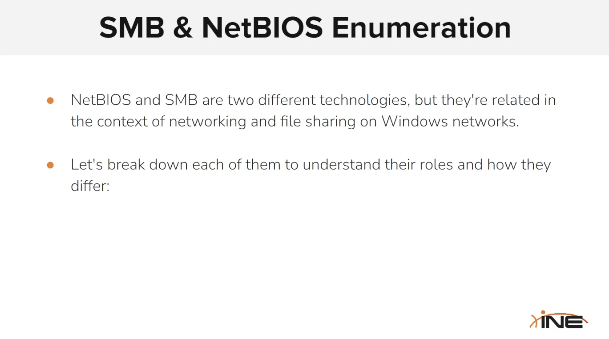 SMB & NetBIOS Enumeration
● NetBIOS and SMB are two different technologies, but they're related in
the context of networking and file sharing on Windows networks.
● Let's break down each of them to understand their roles and how they
differ:
INE